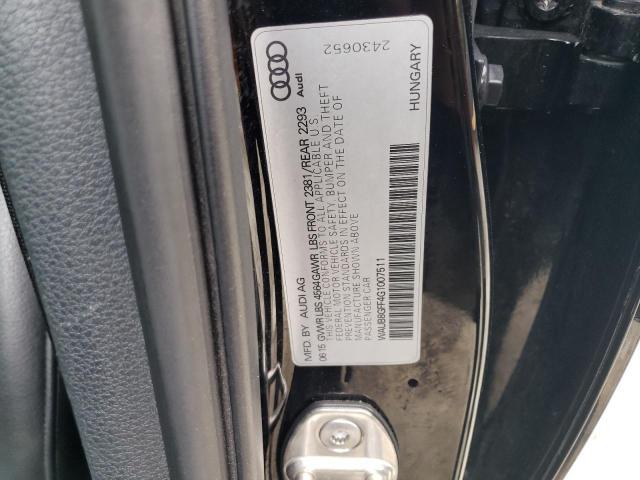 MFD. BY AUDI AG
06 15 GVWR LBS 4564 GAWR LBS FRONT 2381/REAR 2293
THIS VEHICLE CONFORMS TO ALL APPLICABLE U.S.
FEDERAL MOTOR VEHICLE SAFETY, BUMPER AND THEFT
PREVENTION STANDARDS IN EFFECT ON THE DATE OF
MANUFACTURE SHOWN ABOVE
PASSENGER CAR
WAUB8GFF4G1007511
Audi
2430652
HUNGARY